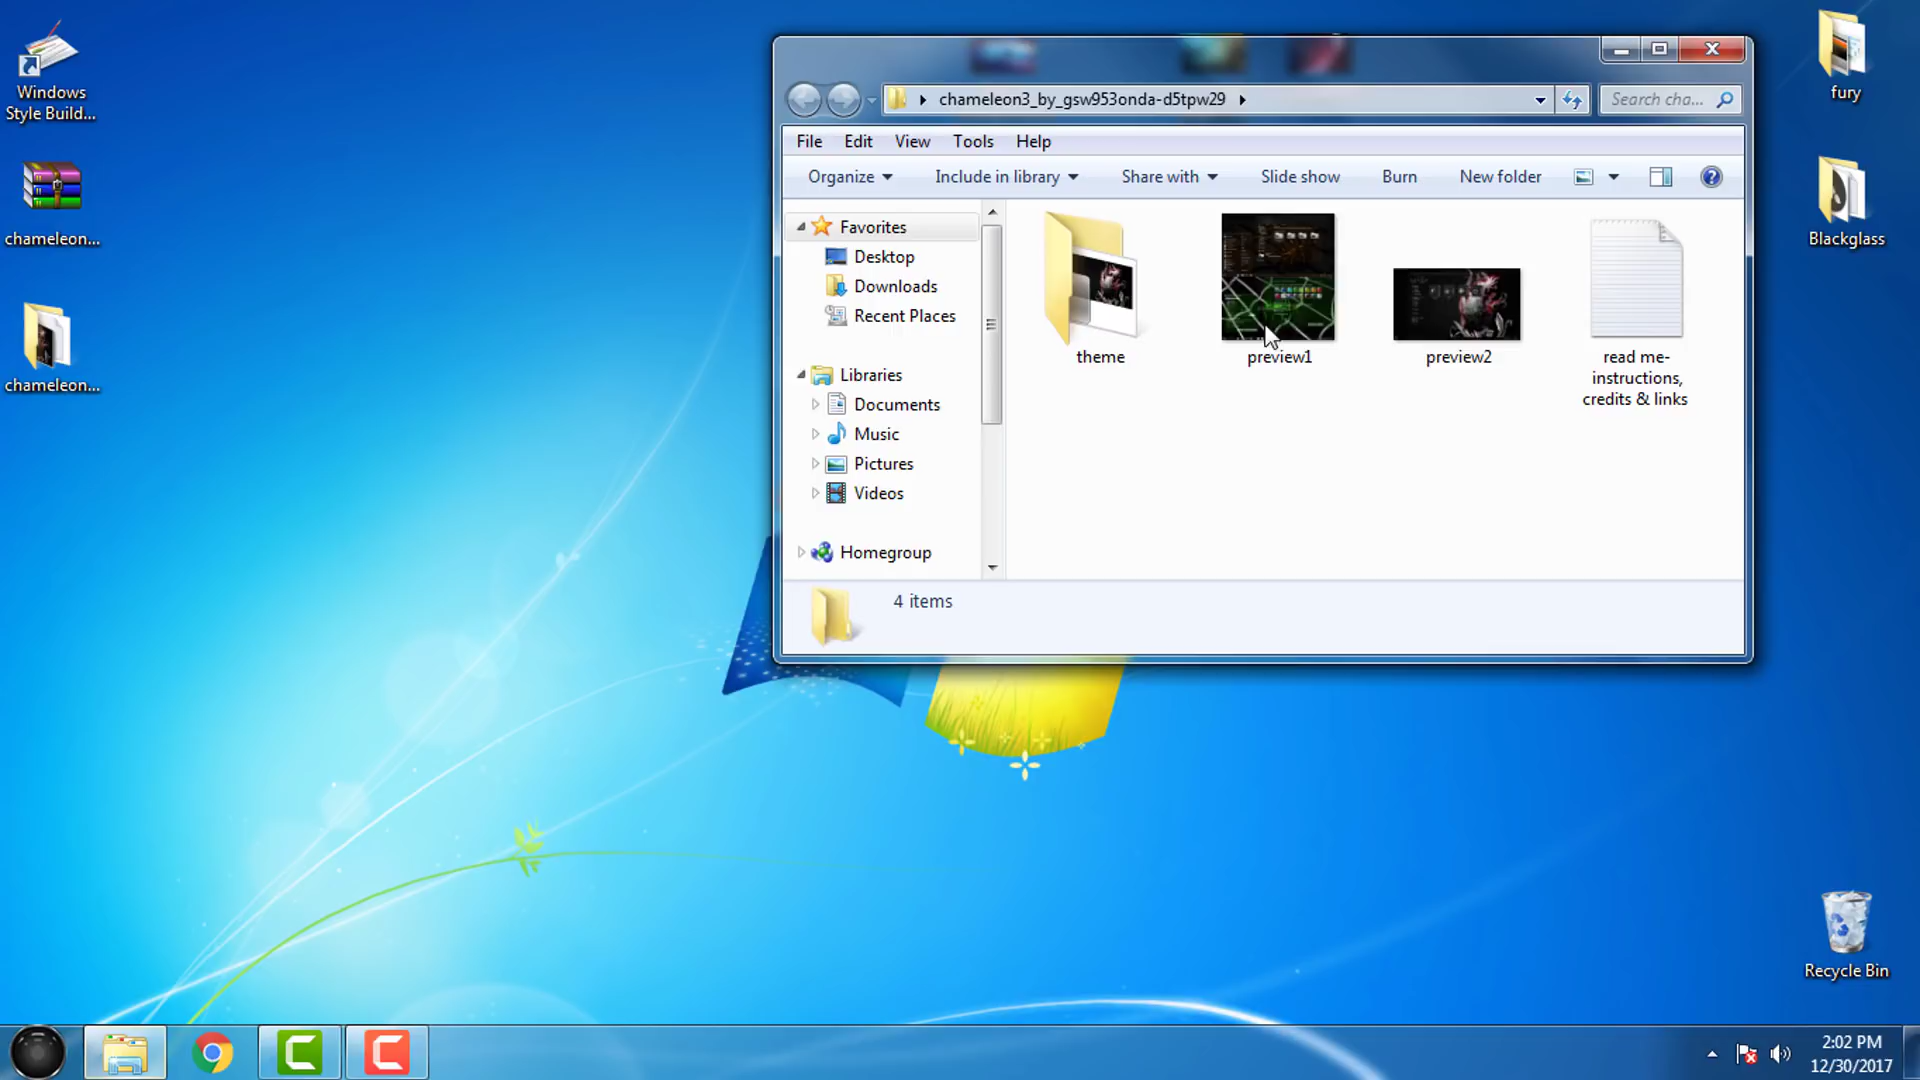 Windows
Style Build...
chameleon...
chameleon...
chameleon3_by_gsw953onda-d5tpw29
Search cha...
File Edit View Tools Help
Organize Include in library Share with Slide show Burn New folder
Favorites
Desktop
Downloads
Recent Places
Libraries
Documents
Music
Pictures
Videos
Homegroup
theme
preview1
preview2
read me-
instructions,
credits & links
4 items
fury
Blackglass
Recycle Bin
2:02 PM
12/30/2017